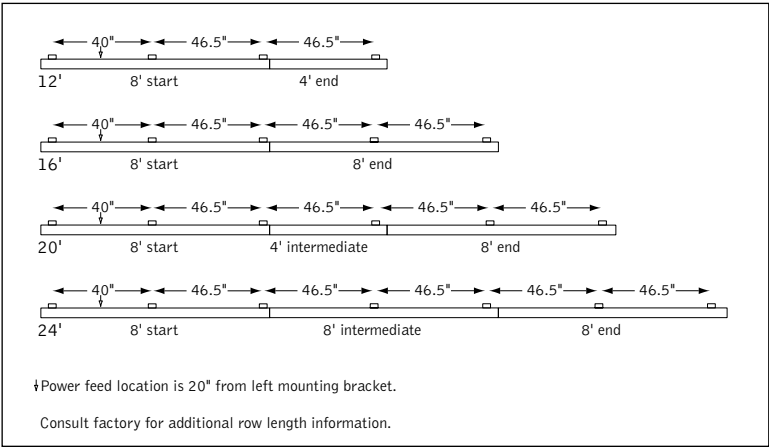 40" 46.5" 46.5"
12' 8' start 4' end
40" 46.5" 46.5" 46.5"
16' 8' start 8' end
40" 46.5" 46.5" 46.5" 46.5"
20' 8' start 4' intermediate 8' end
40" 46.5" 46.5" 46.5" 46.5" 46.5"
24' 8' start 8' intermediate 8' end
Power feed location is 20" from left mounting bracket.
Consult factory for additional row length information.